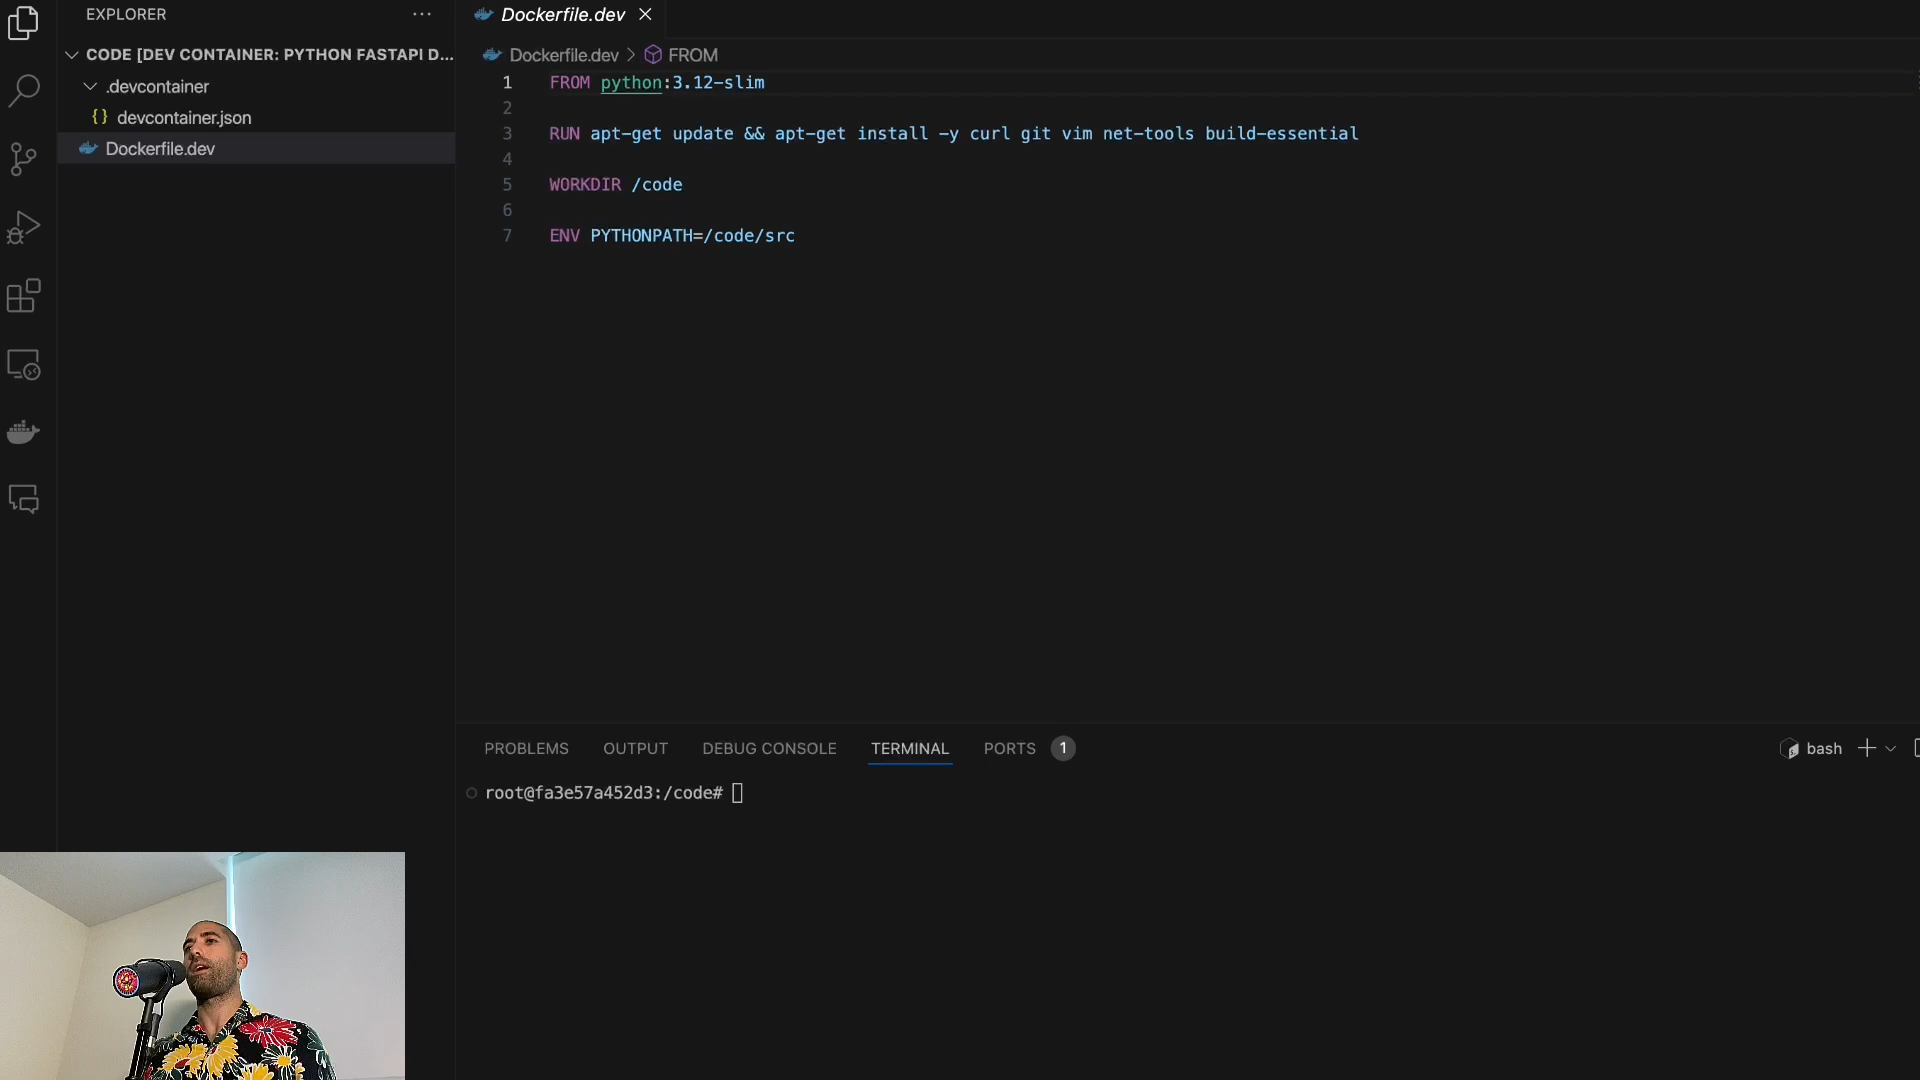 EXPLORER
Dockerfile.dev
CODE [DEV CONTAINER: PYTHON FASTAPI D...
.devcontainer
devcontainer.json
Dockerfile.dev
Dockerfile.dev > FROM
1 FROM python:3.12-slim
2
3 RUN apt-get update && apt-get install -y curl git vim net-tools build-essential
4
5 WORKDIR /code
6
7 ENV PYTHONPATH=/code/src
PROBLEMS OUTPUT DEBUG CONSOLE TERMINAL PORTS 1
bash
root@fa3e57a452d3:/code#